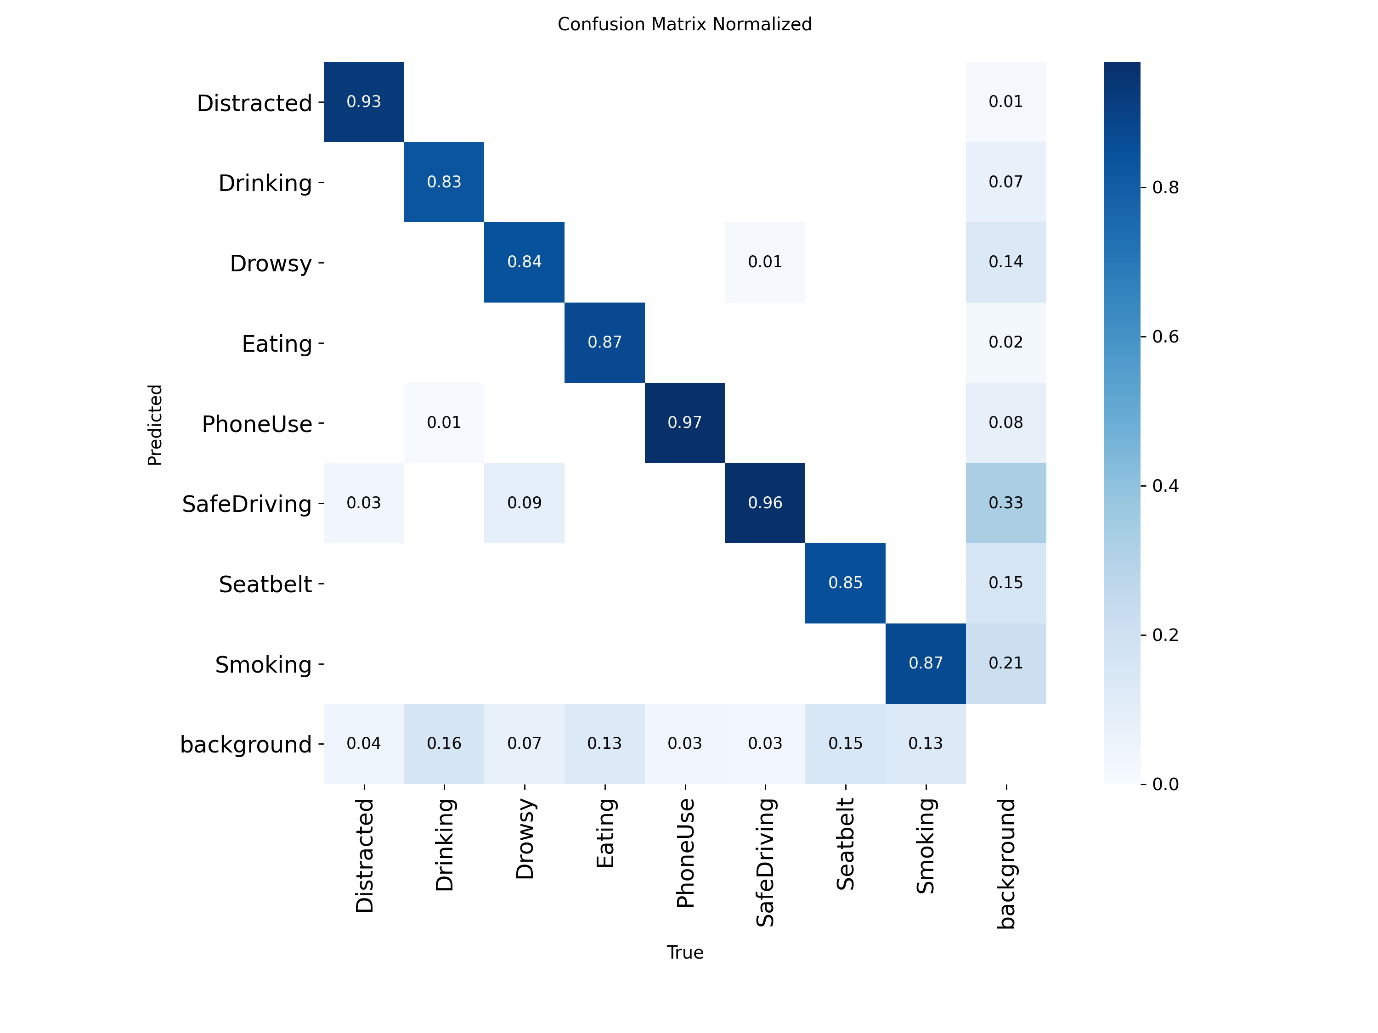 Confusion Matrix Normalized
Distracted 0.93 0.01
Drinking 0.83 0.07 0.8
Drowsy 0.84 0.01 0.14
Eating 0.87 0.02 0.6
PhoneUse 0.01 0.97 0.08
Predicted
SafeDriving 0.03 0.09 0.96 0.33 0.4
Seatbelt 0.85 0.15
Smoking 0.87 0.21 0.2
background 0.04 0.16 0.07 0.13 0.03 0.03 0.15 0.13
0.0
Distracted
Drinking
Drowsy
Eating
PhoneUse
SafeDriving
Seatbelt
Smoking
background
True